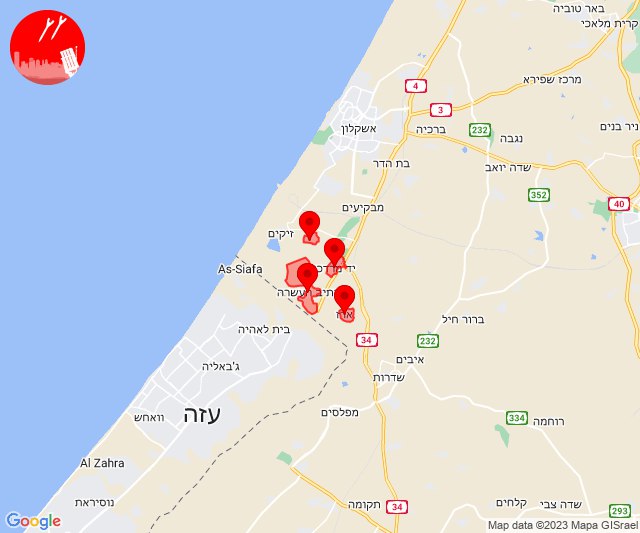 באר טוביה
קרית מלאכי
מרכז שפירא
4
3
אשקלון
ברכיה
232
נגבה
ניר בנים
בת הדר
שדה יואב
352
40
מבקיעים
זיקים
As-Siafa
יד מרדכי
נתיב העשרה
ארז
בית לאהיה
ברור חיל
34
232
ג'באליה
איבים
שדרות
עזה
וואחש
מפלסים
334
רוחמה
Al Zahra
נוסיראת
34
תקומה
קלחים
שדה צבי
293
Google
Map data ©2023 Mapa GISrael